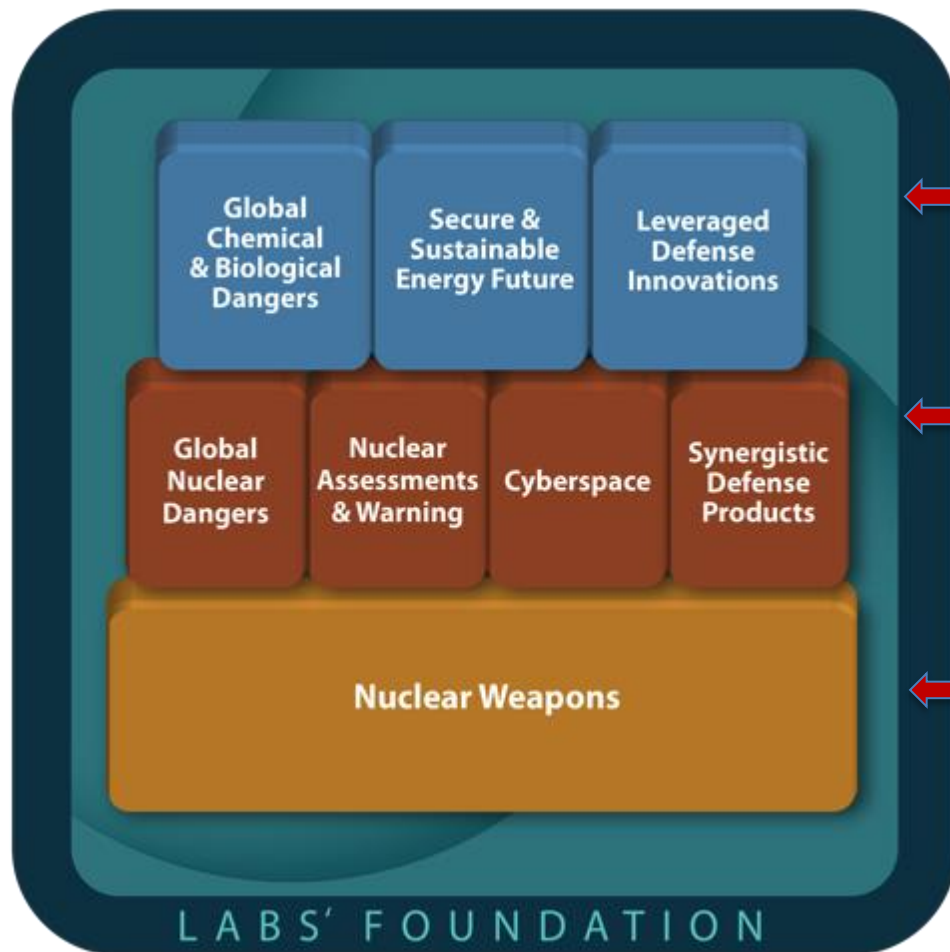 Global
Chemical
& Biological
Dangers
Secure &
Sustainable
Energy Future
Leveraged
Defense
Innovations
Global
Nuclear
Dangers
Nuclear
Assessments
& Warning
Cyberspace
Synergistic
Defense
Products
Nuclear Weapons
LABS' FOUNDATION